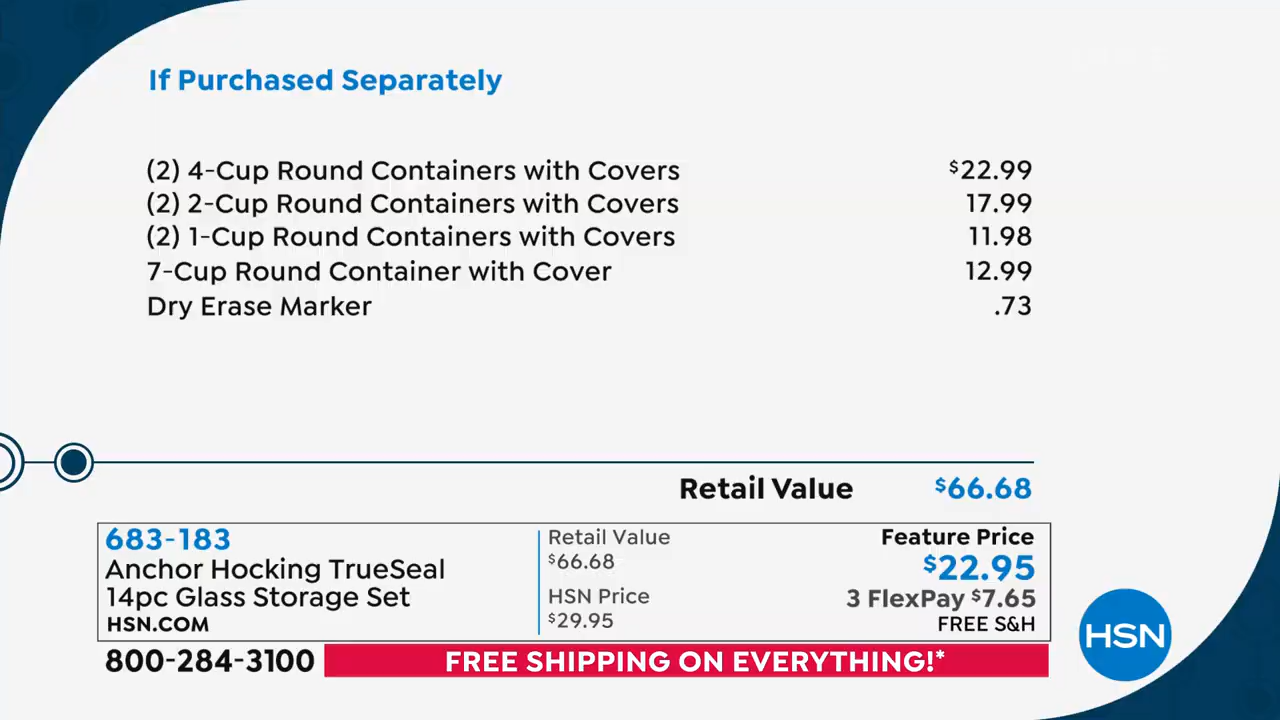 If Purchased Separately
(2) 4-Cup Round Containers with Covers $22.99
(2) 2-Cup Round Containers with Covers 17.99
(2) 1-Cup Round Containers with Covers 11.98
7-Cup Round Container with Cover 12.99
Dry Erase Marker .73
Retail Value $66.68
683-183
Anchor Hocking TrueSeal
14pc Glass Storage Set
HSN.COM
Retail Value
$66.68
HSN Price
$29.95
Feature Price
$22.95
3 FlexPay $7.65
FREE S&H
HSN
800-284-3100 FREE SHIPPING ON EVERYTHING!*